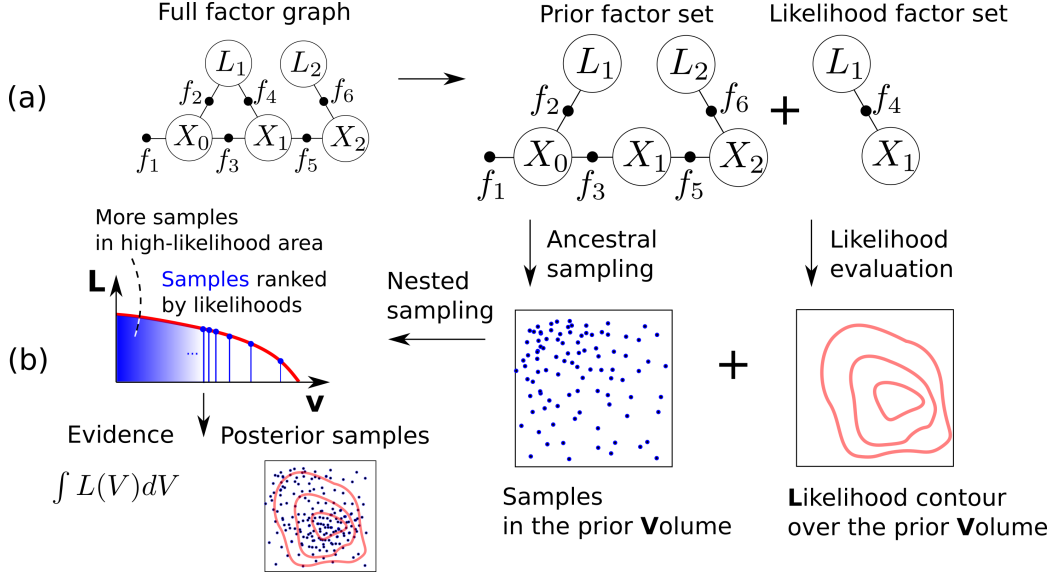 Full factor graph
Prior factor set
Likelihood factor set
(a)
L1 L2
f2 f4 f6
X0 X1 X2
f1 f3 f5
L1 L2
f2 f6
X0 X1 X2
f1 f3 f5
+
L1
f4
X1
More samples
in high-likelihood area
Samples ranked
by likelihoods
L
...
V
Nested
sampling
Ancestral
sampling
Likelihood
evaluation
(b)
+
Evidence
∫ L(V)dV
Posterior samples
Samples
in the prior Volume
Likelihood contour
over the prior Volume